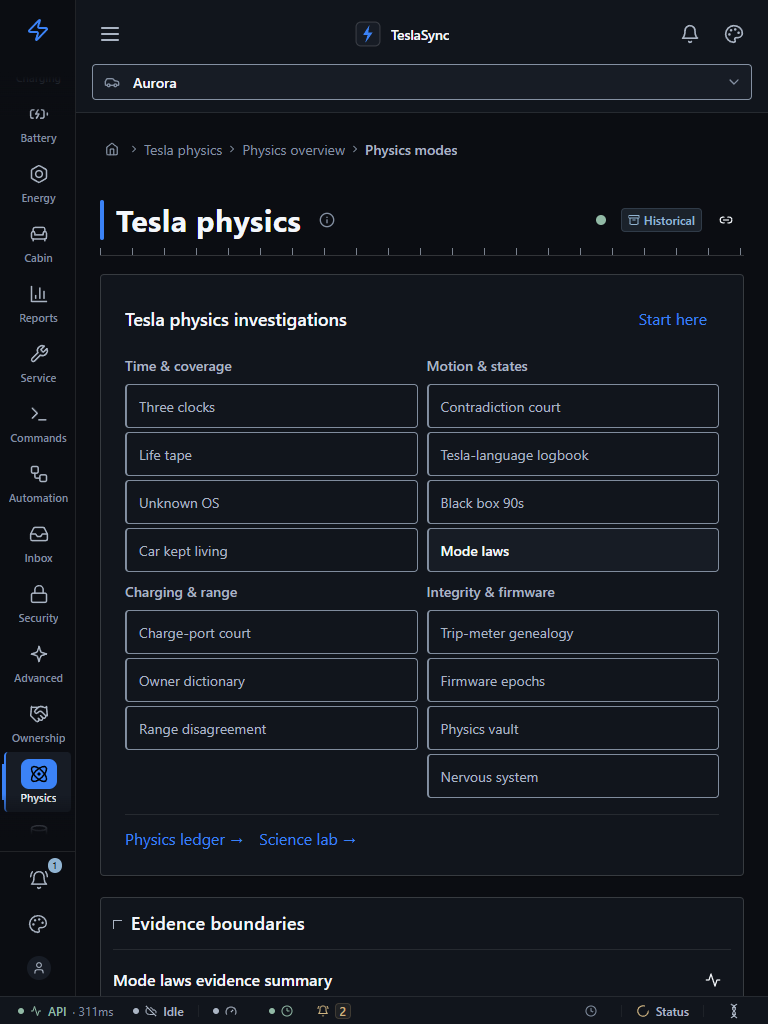 TeslaSync
Aurora
Battery
Energy
Cabin
Reports
Service
Commands
Automation
Inbox
Security
Advanced
Ownership
Physics
1
Tesla physics > Physics overview > Physics modes
Tesla physics
Historical
Tesla physics investigations
Start here
Time & coverage
Three clocks
Life tape
Unknown OS
Car kept living
Motion & states
Contradiction court
Tesla-language logbook
Black box 90s
Mode laws
Charging & range
Charge-port court
Owner dictionary
Range disagreement
Integrity & firmware
Trip-meter genealogy
Firmware epochs
Physics vault
Nervous system
Physics ledger → Science lab →
Evidence boundaries
Mode laws evidence summary
API · 311ms Idle 2 Status